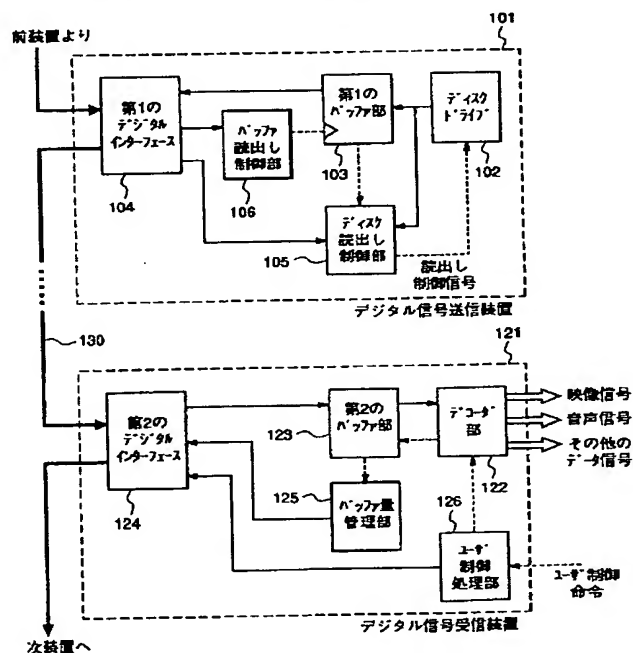 前装置より
101
第1の
デジタル
インターフェース
104
バッファ
読出し
制御部
106
第1の
バッファ部
103
ディスク
ドライブ
102
ディスク
読出し
制御部
105
読出し
制御信号
デジタル信号送信装置
130
121
第2の
デジタル
インターフェース
124
第2の
バッファ部
123
デコーダ
部
122
映像信号
音声信号
その他の
データ信号
125
バッファ量
管理部
126
ユーザ
制御
処理部
ユーザ制御
命令
デジタル信号受信装置
次装置へ